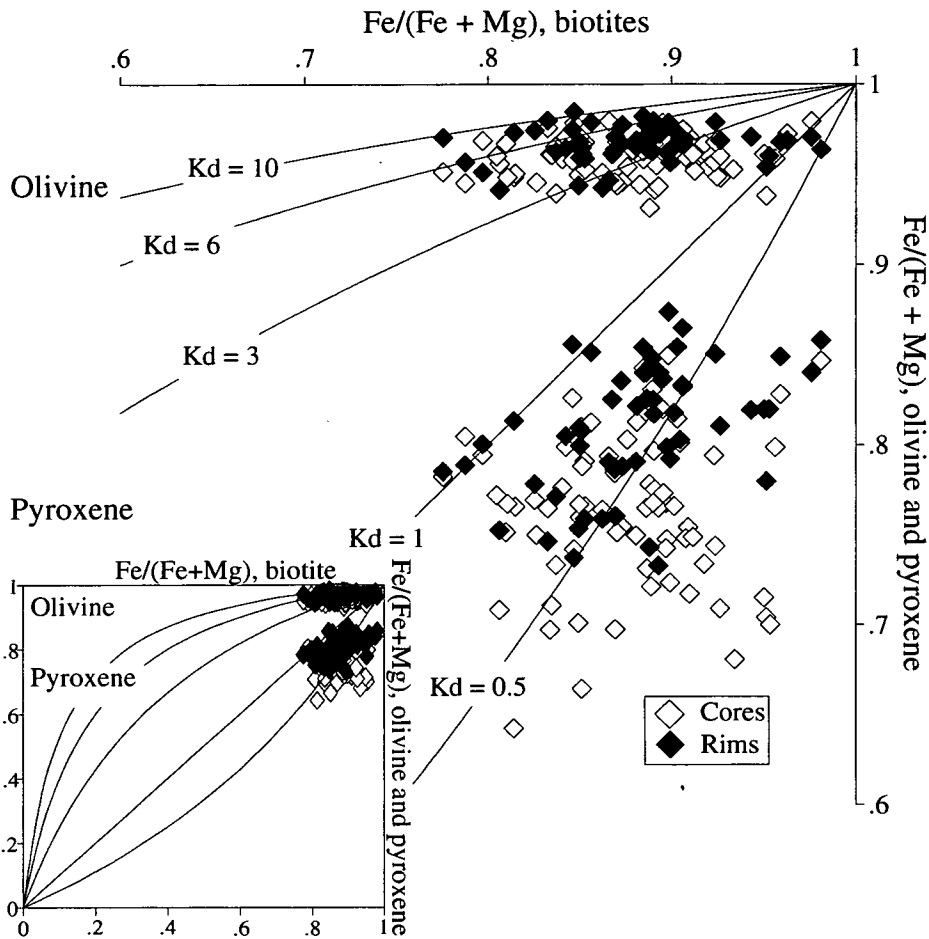 Fe/(Fe + Mg), biotites
.6 .7 .8 .9 1
1
Kd = 10
Olivine
Kd = 6
.9
Kd = 3
Fe/(Fe + Mg), olivine and pyroxene
.8
Pyroxene
Kd = 1
Fe/(Fe+Mg), biotite
1
Olivine
.8
Pyroxene
.6
.4
.2
0
0 .2 .4 .6 .8 1
Fe/(Fe+Mg), olivine and pyroxene
.7
Kd = 0.5
Cores
Rims
.6